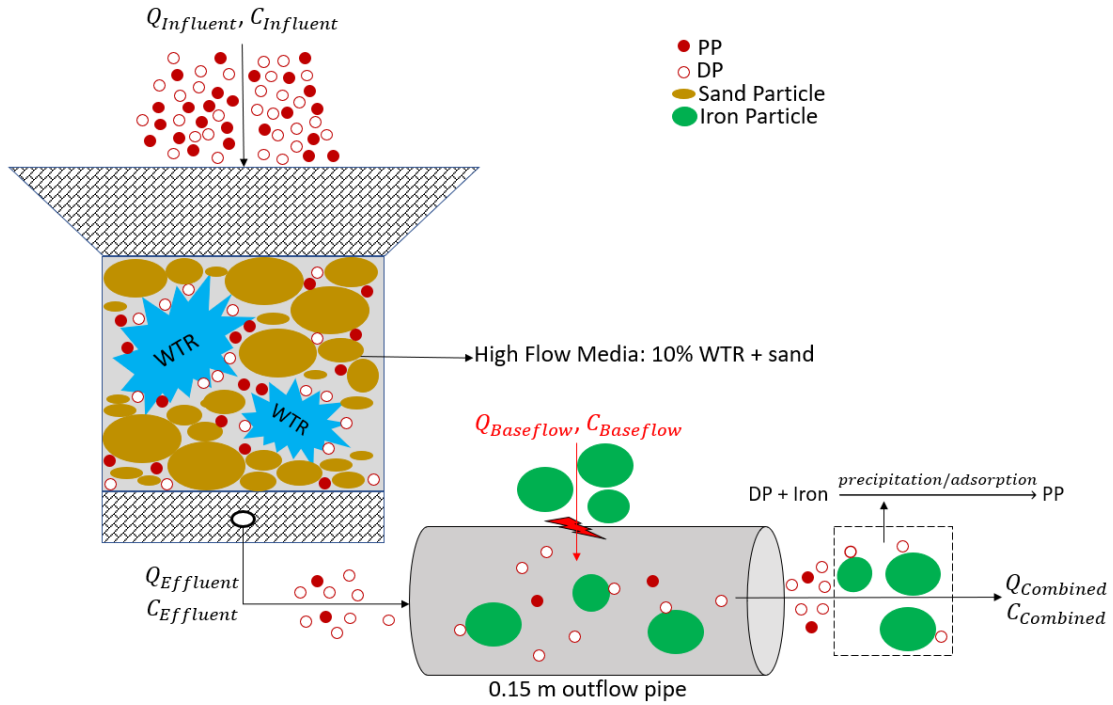 Q_Influent, C_Influent
PP
DP
Sand Particle
Iron Particle
WTR
WTR
High Flow Media: 10% WTR + sand
Q_Baseflow, C_Baseflow
DP + Iron precipitation/adsorption PP
Q_Effluent
C_Effluent
Q_Combined
C_Combined
0.15 m outflow pipe